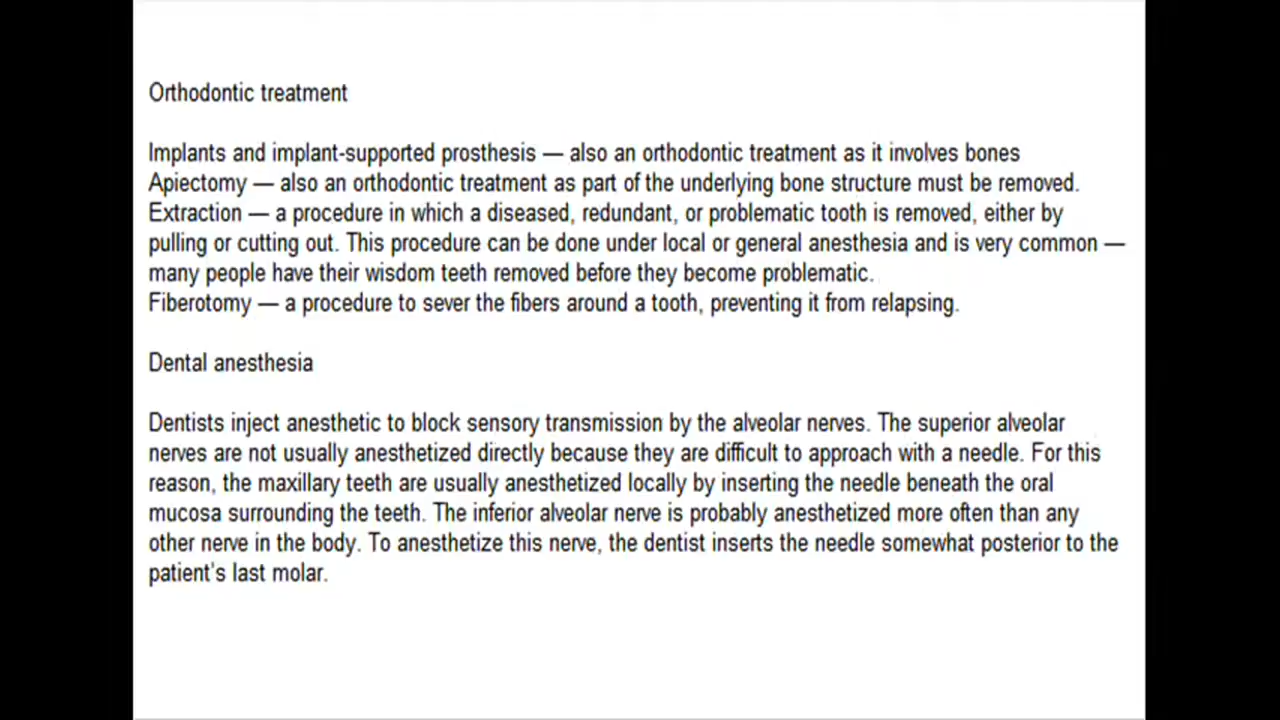 Orthodontic treatment
Implants and implant-supported prosthesis — also an orthodontic treatment as it involves bones
Apiectomy — also an orthodontic treatment as part of the underlying bone structure must be removed.
Extraction — a procedure in which a diseased, redundant, or problematic tooth is removed, either by
pulling or cutting out. This procedure can be done under local or general anesthesia and is very common —
many people have their wisdom teeth removed before they become problematic.
Fiberotomy — a procedure to sever the fibers around a tooth, preventing it from relapsing.
Dental anesthesia
Dentists inject anesthetic to block sensory transmission by the alveolar nerves. The superior alveolar
nerves are not usually anesthetized directly because they are difficult to approach with a needle. For this
reason, the maxillary teeth are usually anesthetized locally by inserting the needle beneath the oral
mucosa surrounding the teeth. The inferior alveolar nerve is probably anesthetized more often than any
other nerve in the body. To anesthetize this nerve, the dentist inserts the needle somewhat posterior to the
patient's last molar.